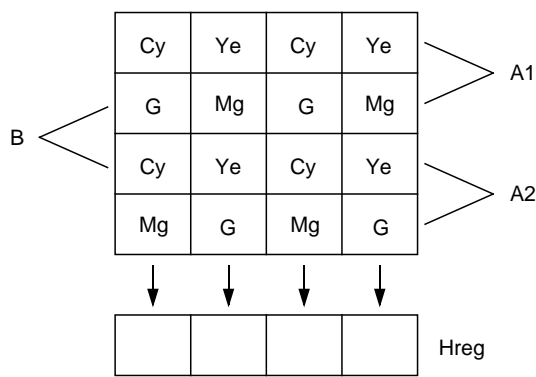 Cy Ye Cy Ye
A1
G Mg G Mg
B
Cy Ye Cy Ye
A2
Mg G Mg G
Hreg